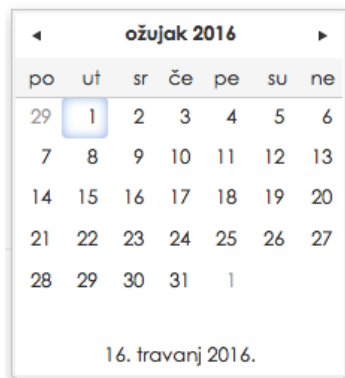 ◄ ožujak 2016 ►
po ut sr če pe su ne
29 1 2 3 4 5 6
7 8 9 10 11 12 13
14 15 16 17 18 19 20
21 22 23 24 25 26 27
28 29 30 31 1
16. travanj 2016.